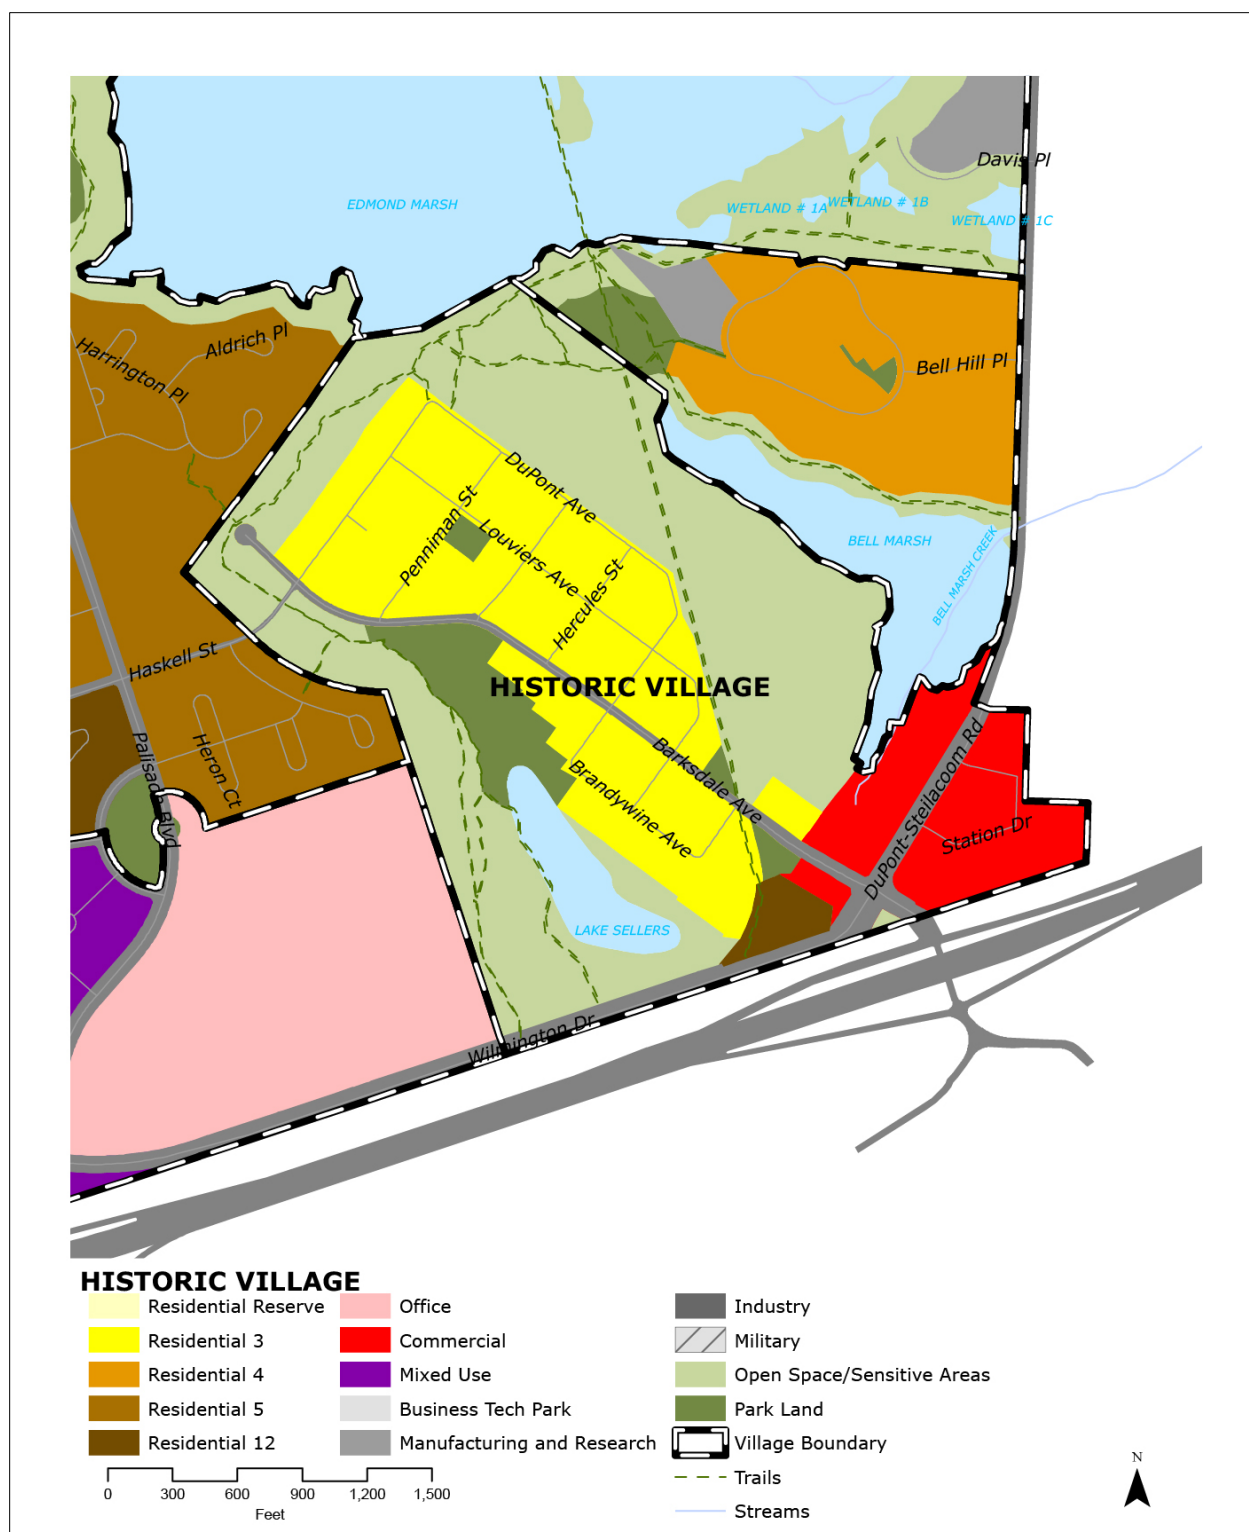 Davis Pl
EDMOND MARSH
WETLAND # 1A
WETLAND # 1B
WETLAND # 1C
Aldrich Pl
Harrington Pl
Bell Hill Pl
DuPont Ave
Penniman St
Louviers Ave
Hercules St
BELL MARSH
BELL MARSH CREEK
Haskell St
HISTORIC VILLAGE
Heron Ct
Palisade Blvd
Barksdale Ave
Brandywine Ave
DuPont-Steilacoom Rd
Station Dr
LAKE SELLERS
Wilmington Dr
HISTORIC VILLAGE
Residential Reserve
Residential 3
Residential 4
Residential 5
Residential 12
Office
Commercial
Mixed Use
Business Tech Park
Manufacturing and Research
Industry
Military
Open Space/Sensitive Areas
Park Land
Village Boundary
Trails
Streams
0 300 600 900 1,200 1,500
Feet
N